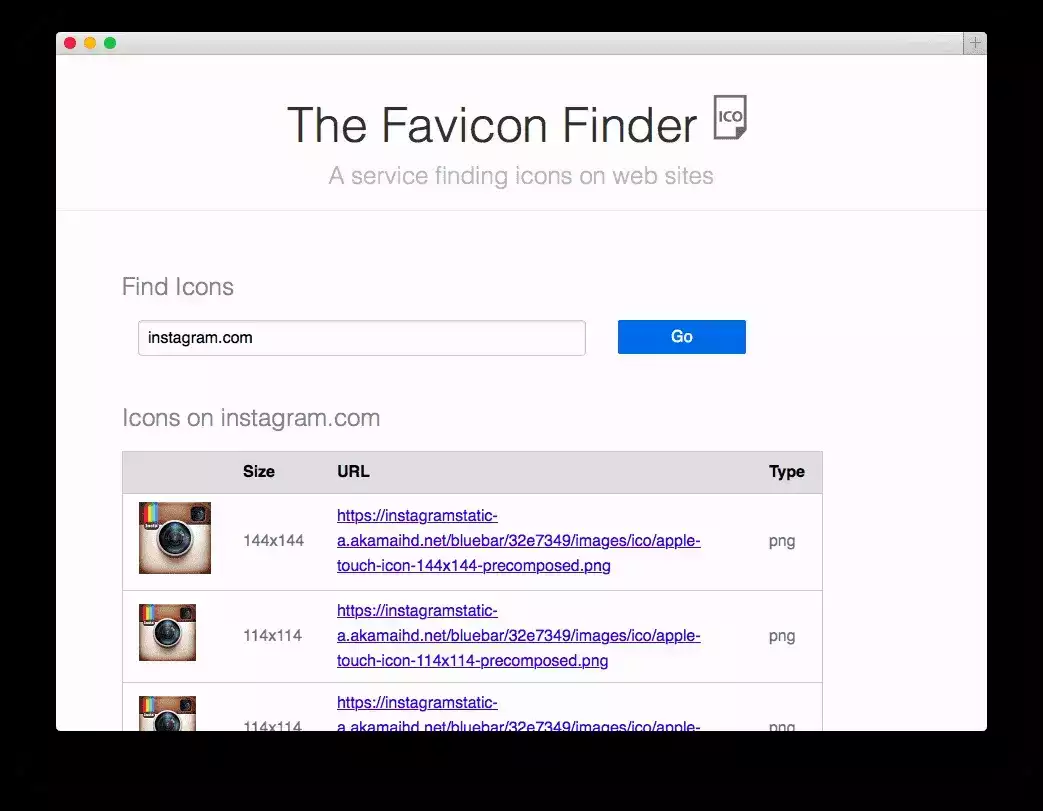 The Favicon Finder ICO
A service finding icons on web sites
Find Icons
instagram.com Go
Icons on instagram.com
Size URL Type
https://instagramstatic-
144x144 a.akamaihd.net/bluebar/32e7349/images/ico/apple- png
touch-icon-144x144-precomposed.png
https://instagramstatic-
114x114 a.akamaihd.net/bluebar/32e7349/images/ico/apple- png
touch-icon-114x114-precomposed.png
https://instagramstatic-
114x114 a.akamaihd.net/bluebar/32e7349/images/ico/apple- png